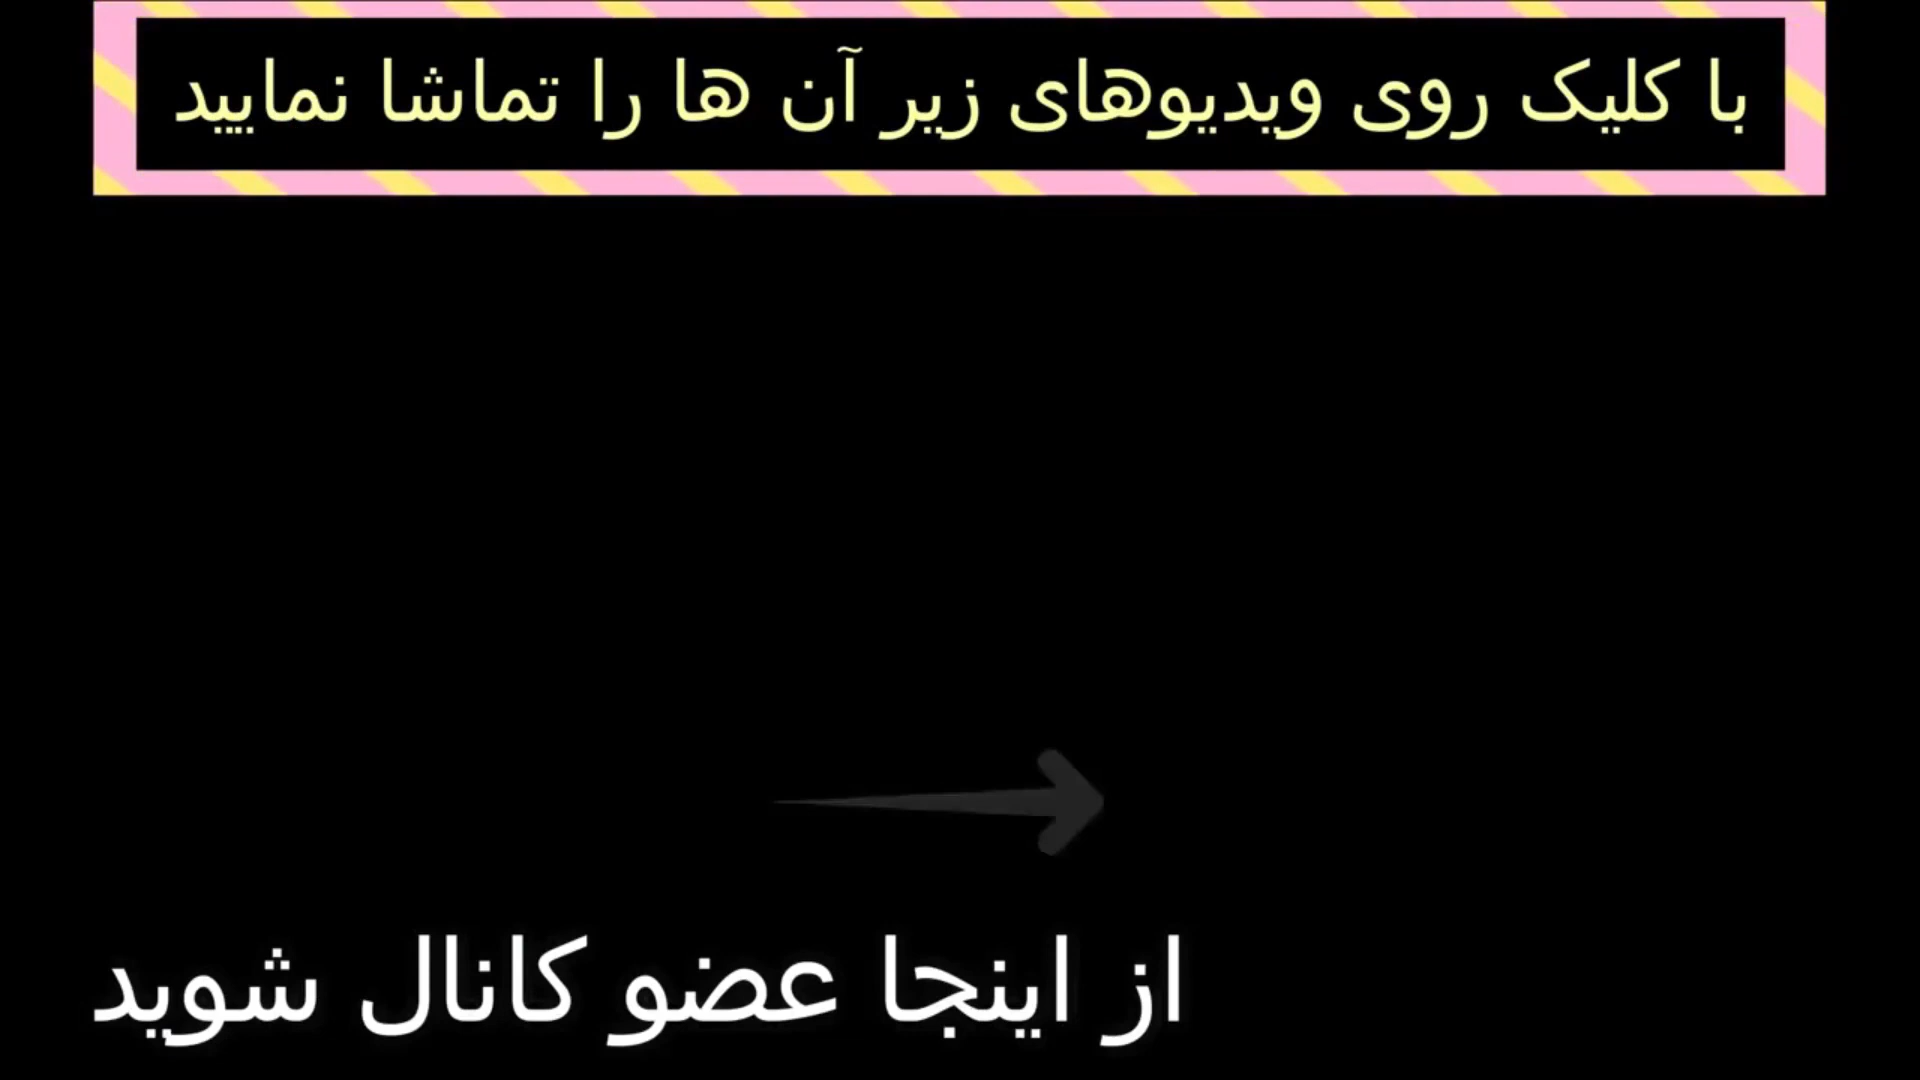 با کلیک روی ویدیوهای زیر آن ها را تماشا نمایید
از اینجا عضو کانال شوید